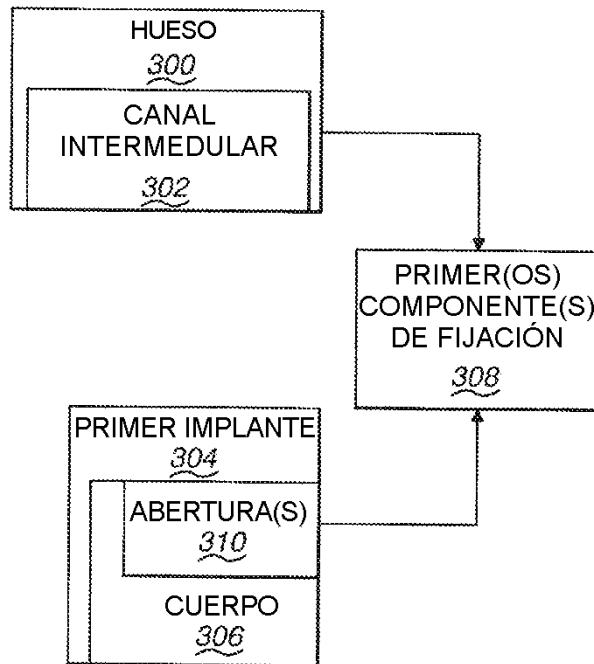 HUESO
300
CANAL
INTERMEDULAR
302
PRIMER(OS)
COMPONENTE(S)
DE FIJACIÓN
308
PRIMER IMPLANTE
304
ABERTURA(S)
310
CUERPO
306